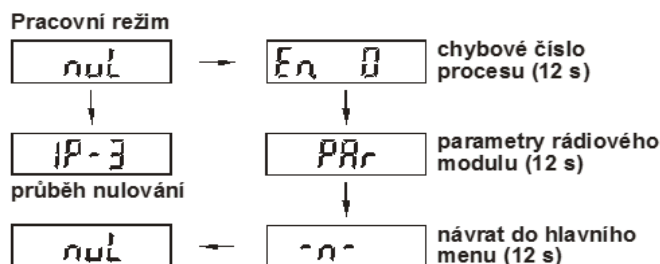 Pracovní režim
nuL
En 0
chybové číslo
procesu (12 s)
1P-3
PAr
parametry rádiového
modulu (12 s)
průběh nulování
nuL
-n-
návrat do hlavního
menu (12 s)